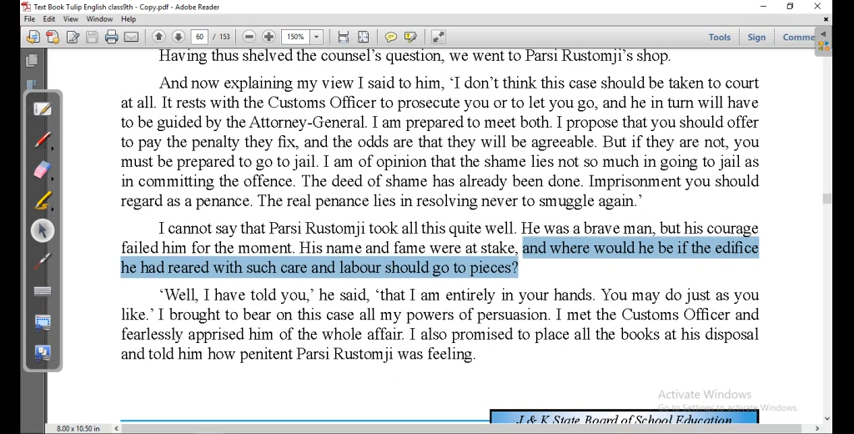 Text Book Tulip English class9th - Copy.pdf - Adobe Reader
File Edit View Window Help
60 / 153 150% Tools Sign Comme
Having thus shelved the counsel's question, we went to Parsi Rustomji's shop.
And now explaining my view I said to him, 'I don't think this case should be taken to court
at all. It rests with the Customs Officer to prosecute you or to let you go, and he in turn will have
to be guided by the Attorney-General. I am prepared to meet both. I propose that you should offer
to pay the penalty they fix, and the odds are that they will be agreeable. But if they are not, you
must be prepared to go to jail. I am of opinion that the shame lies not so much in going to jail as
in committing the offence. The deed of shame has already been done. Imprisonment you should
regard as a penance. The real penance lies in resolving never to smuggle again.'
I cannot say that Parsi Rustomji took all this quite well. He was a brave man, but his courage
failed him for the moment. His name and fame were at stake, and where would he be if the edifice
he had reared with such care and labour should go to pieces?
'Well, I have told you,' he said, 'that I am entirely in your hands. You may do just as you
like.' I brought to bear on this case all my powers of persuasion. I met the Customs Officer and
fearlessly apprised him of the whole affair. I also promised to place all the books at his disposal
and told him how penitent Parsi Rustomji was feeling.
Activate Windows
Go to Settings to activate Windows.
J & K State Board of School Education
8.00 x 10.50 in